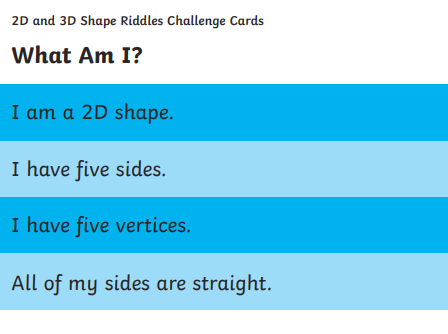 2D and 3D Shape Riddles Challenge Cards
What Am I?
I am a 2D shape.
I have five sides.
I have five vertices.
All of my sides are straight.